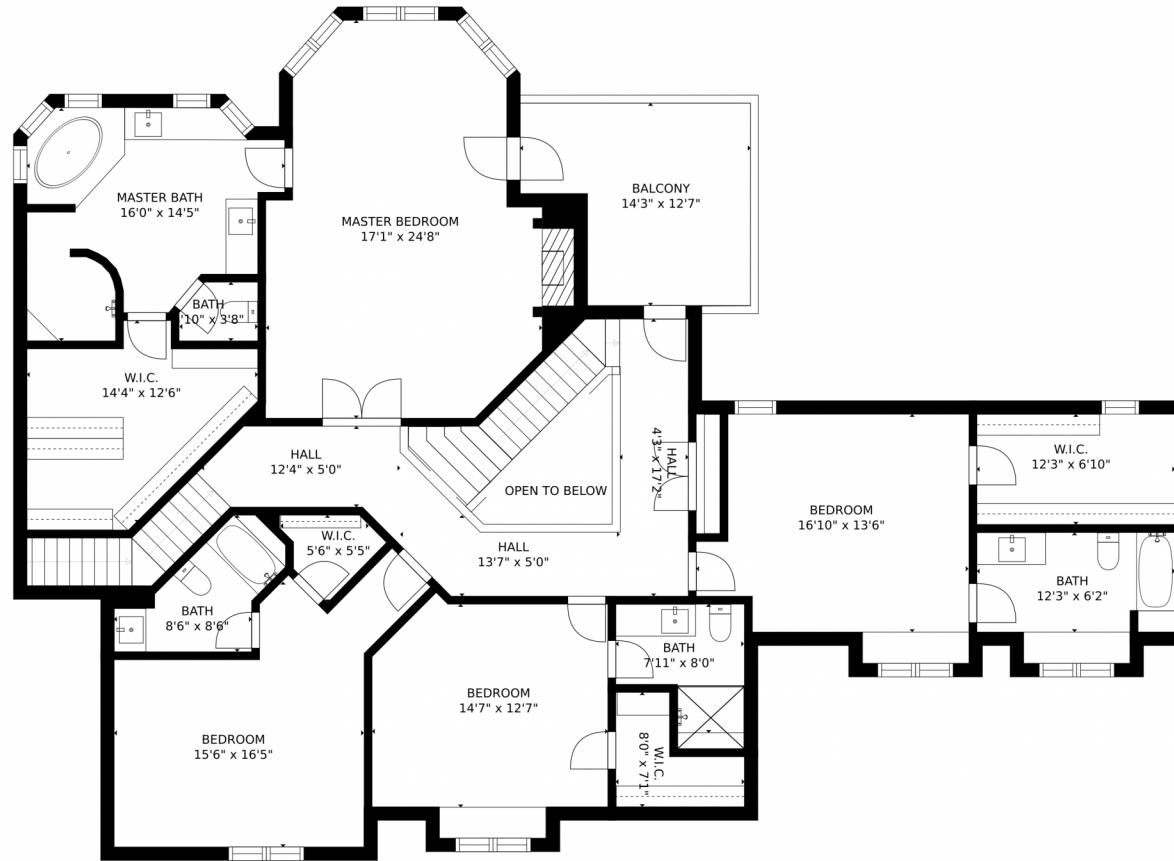 MASTER BATH
16'0" x 14'5"
MASTER BEDROOM
17'1" x 24'8"
BALCONY
14'3" x 12'7"
BATH
'10" x 3'8"
W.I.C.
14'4" x 12'6"
HALL
12'4" x 5'0"
OPEN TO BELOW
HALL
4'3" x 17'2"
BEDROOM
16'10" x 13'6"
W.I.C.
12'3" x 6'10"
W.I.C.
5'6" x 5'5"
HALL
13'7" x 5'0"
BATH
8'6" x 8'6"
BATH
12'3" x 6'2"
BATH
7'11" x 8'0"
BEDROOM
14'7" x 12'7"
BEDROOM
15'6" x 16'5"
W.I.C.
8'0" x 7'1"